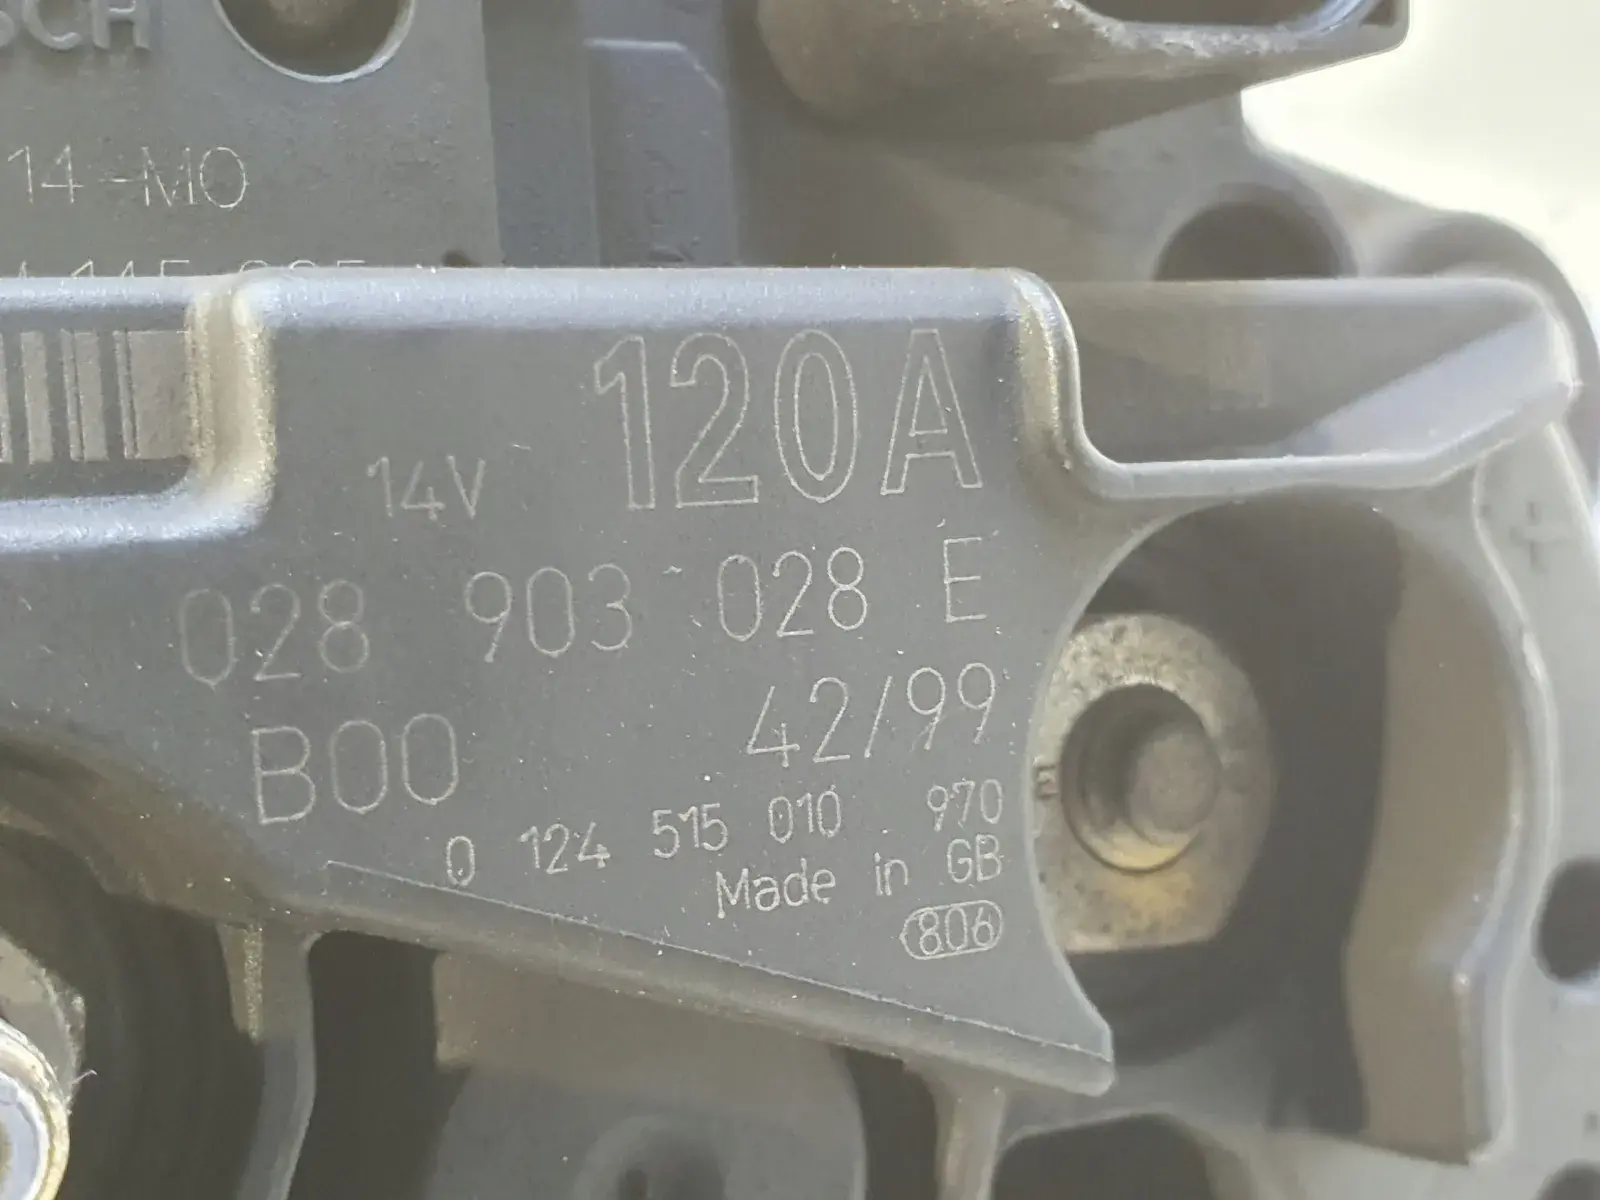 14-MO
14V 120A
028 903 028 E
B00 42/99
0 124 515 010 970
Made in GB
806